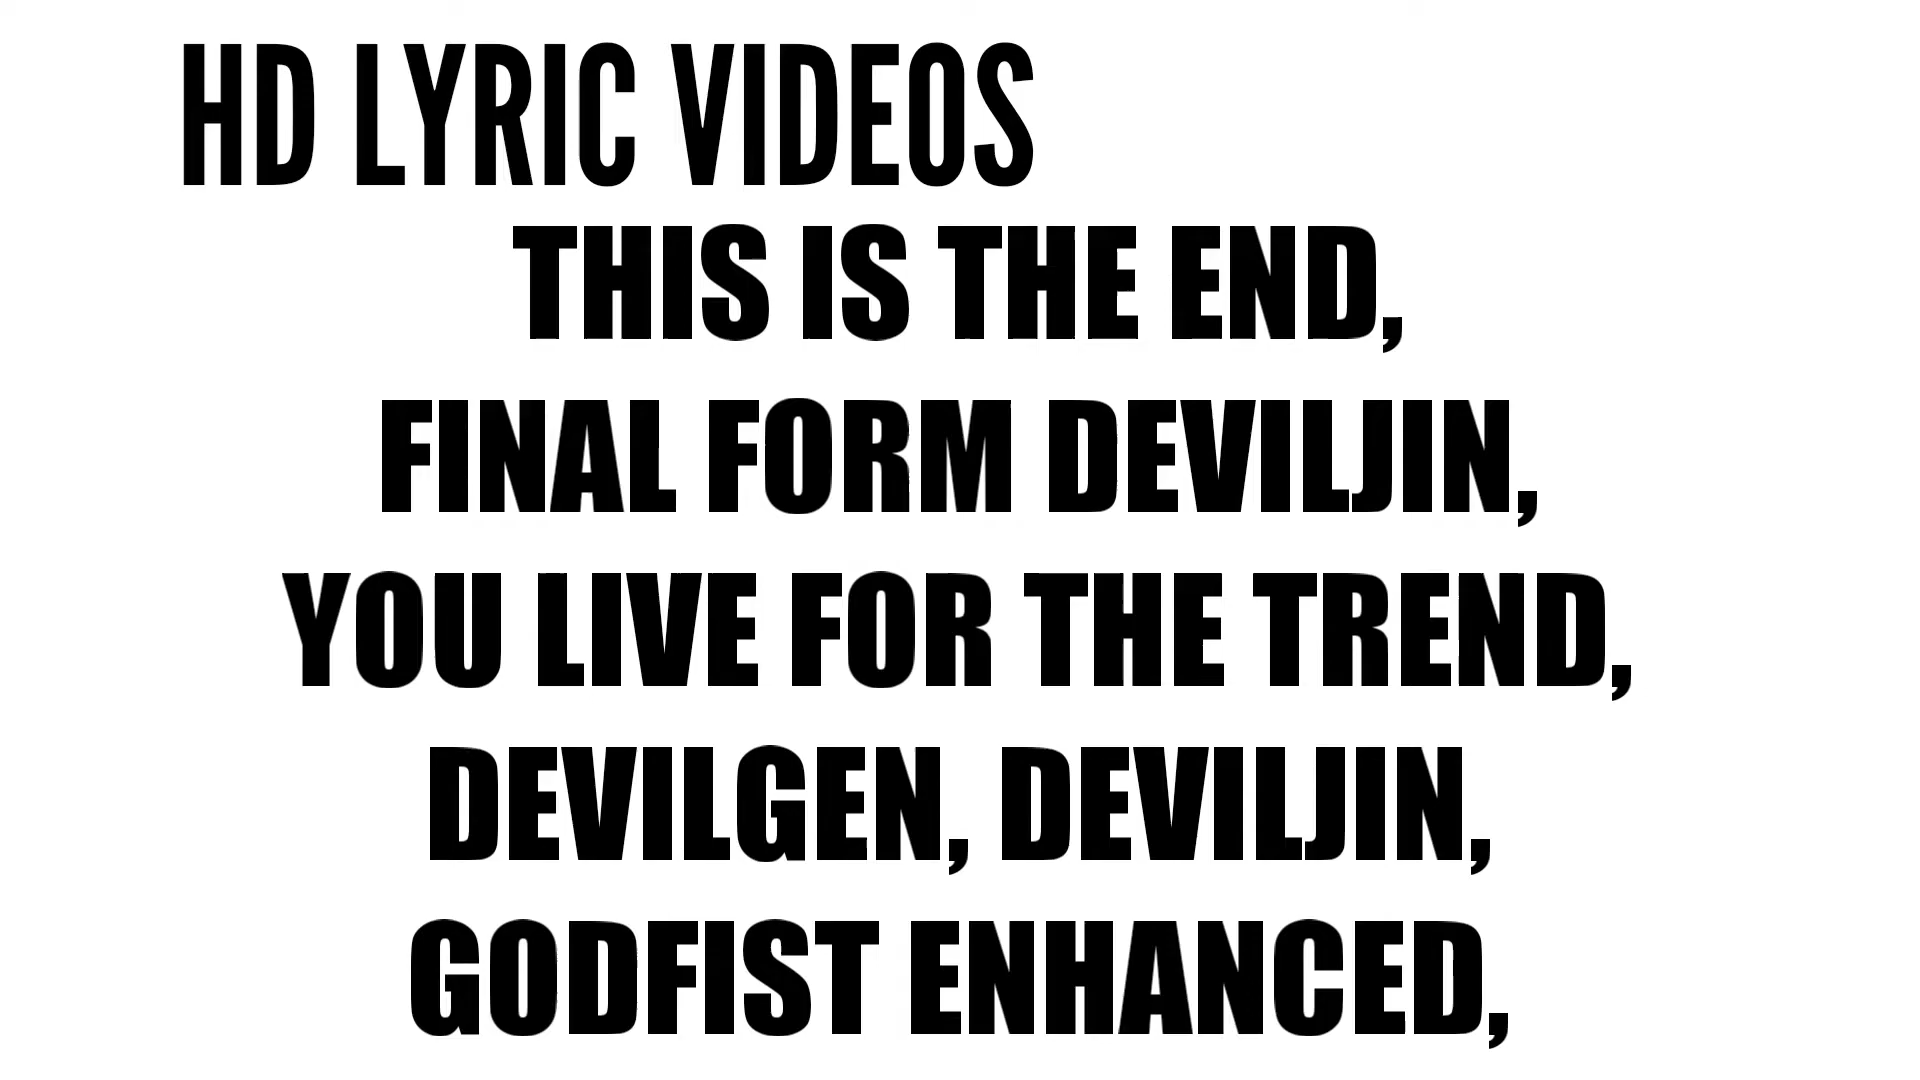 HD LYRIC VIDEOS
THIS IS THE END,
FINAL FORM DEVILJIN,
YOU LIVE FOR THE TREND,
DEVILGEN, DEVILJIN,
GODFIST ENHANCED,